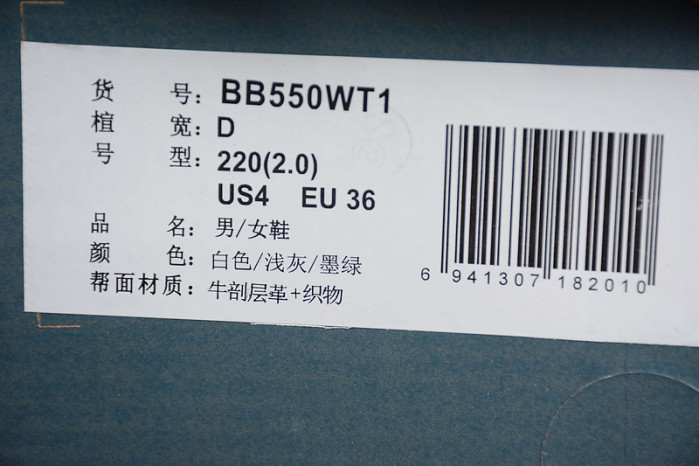 货 号：BB550WT1
楦 宽：D
号 型：220(2.0)
US4 EU 36
品 名：男/女鞋
颜 色：白色/浅灰/墨绿
帮面材质：牛剖层革+织物
6 941307 182010